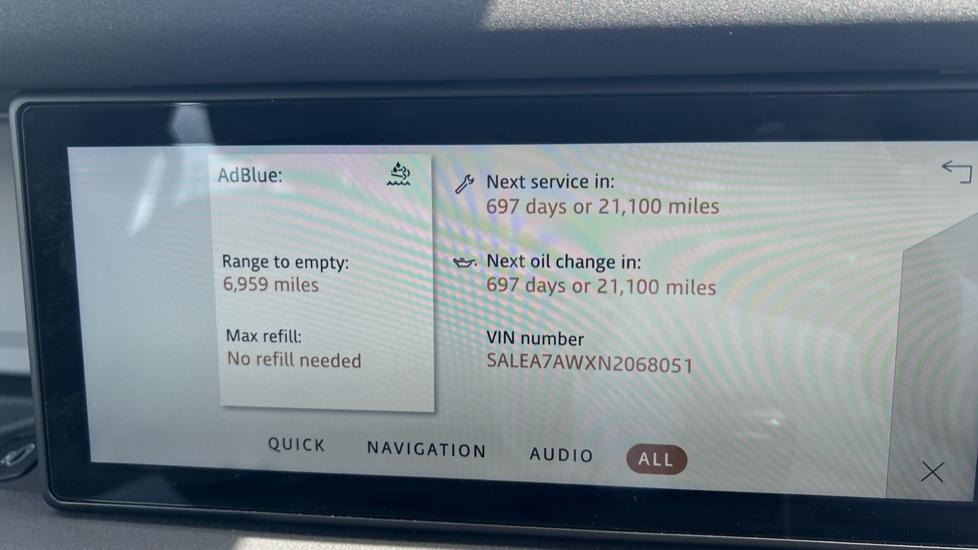 AdBlue:
Range to empty:
6,959 miles
Max refill:
No refill needed
Next service in:
697 days or 21,100 miles
Next oil change in:
697 days or 21,100 miles
VIN number
SALEA7AWXN2068051
QUICK NAVIGATION AUDIO ALL